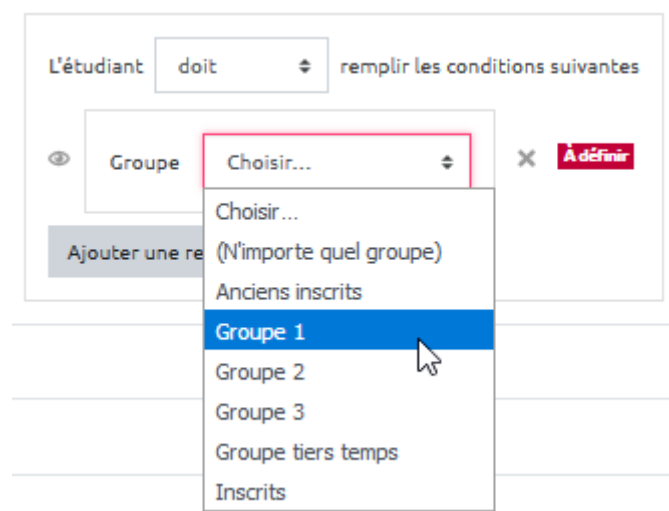 L'étudiant doit remplir les conditions suivantes
Groupe Choisir... À définir
Choisir...
Ajouter une re (N'importe quel groupe)
Anciens inscrits
Groupe 1
Groupe 2
Groupe 3
Groupe tiers temps
Inscrits